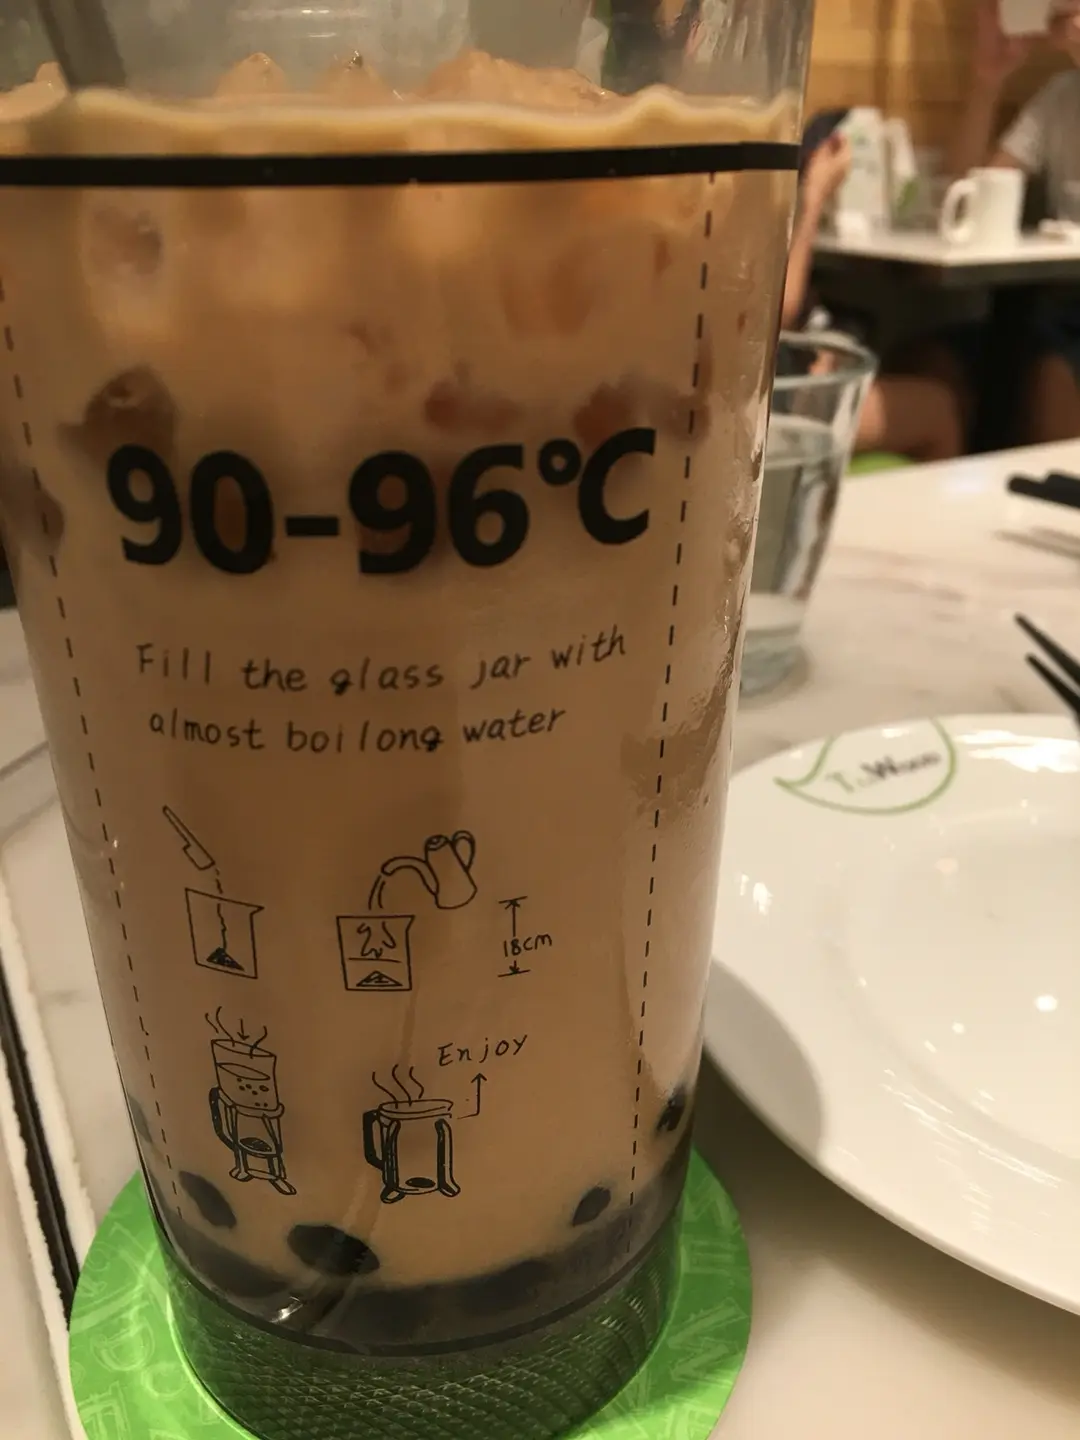 90-96°C
Fill the glass jar with
almost boilong water
18cm
Enjoy